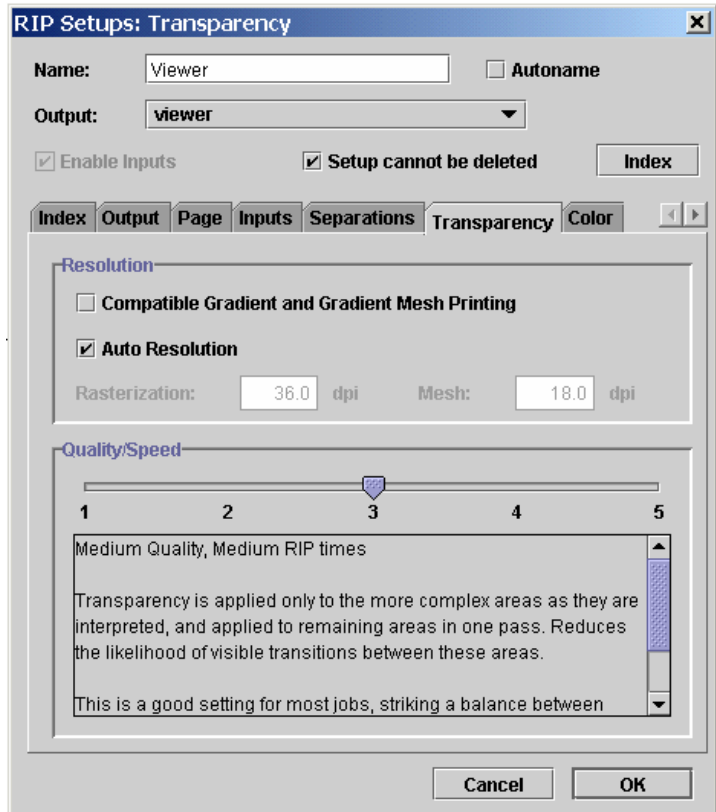 RIP Setups: Transparency
Name: Viewer Autoname
Output: viewer
Enable Inputs Setup cannot be deleted Index
Index Output Page Inputs Separations Transparency Color
Resolution
Compatible Gradient and Gradient Mesh Printing
Auto Resolution
Rasterization: 36.0 dpi Mesh: 18.0 dpi
Quality/Speed
1 2 3 4 5
Medium Quality, Medium RIP times
Transparency is applied only to the more complex areas as they are
interpreted, and applied to remaining areas in one pass. Reduces
the likelihood of visible transitions between these areas.
This is a good setting for most jobs, striking a balance between
Cancel OK